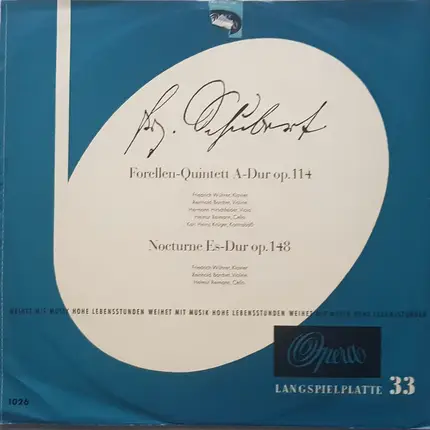 Frz. Schubert
Forellen-Quintett A-Dur op. 114
Friedrich Wührer, Klavier
Reinhold Barchet, Violine
Hermann Hirschfelder, Viola
Helmut Reimann, Cello
Karl Heinz Krüger, Kontrabaß
Nocturne Es-Dur op. 148
Friedrich Wührer, Klavier
Reinhold Barchet, Violine
Helmut Reimann, Cello
MIT MUSIK HOHE LEBENSSTUNDEN WEIHET MIT MUSIK HOHE LEBENSSTUNDEN WEIHET MIT MUSIK HOHE LEBENSSTUNDEN
Opera
LANGSPIELPLATTE 33
1026